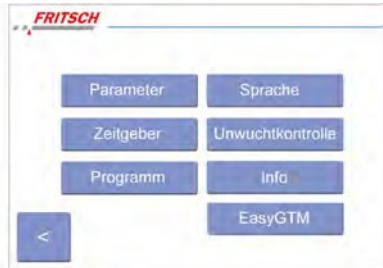 FRITSCH
Parameter
Sprache
Zeitgeber
Unwuchtkontrolle
Programm
Info
EasyGTM
<